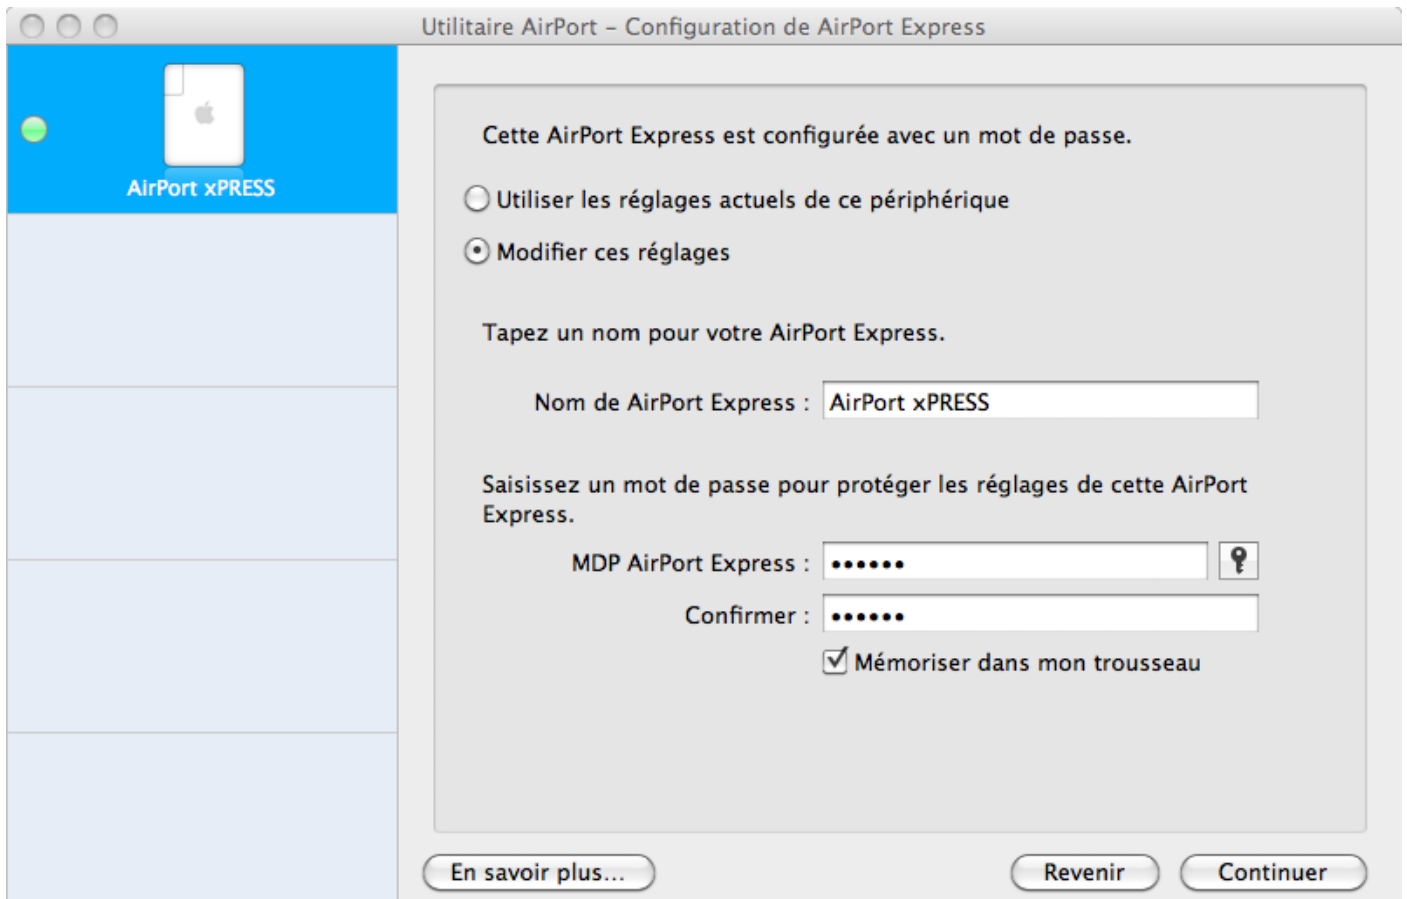 Utilitaire AirPort – Configuration de AirPort Express
AirPort xPRESS
Cette AirPort Express est configurée avec un mot de passe.
Utiliser les réglages actuels de ce périphérique
Modifier ces réglages
Tapez un nom pour votre AirPort Express.
Nom de AirPort Express : AirPort xPRESS
Saisissez un mot de passe pour protéger les réglages de cette AirPort
Express.
MDP AirPort Express : ••••••
Confirmer : ••••••
Mémoriser dans mon trousseau
En savoir plus... Revenir Continuer